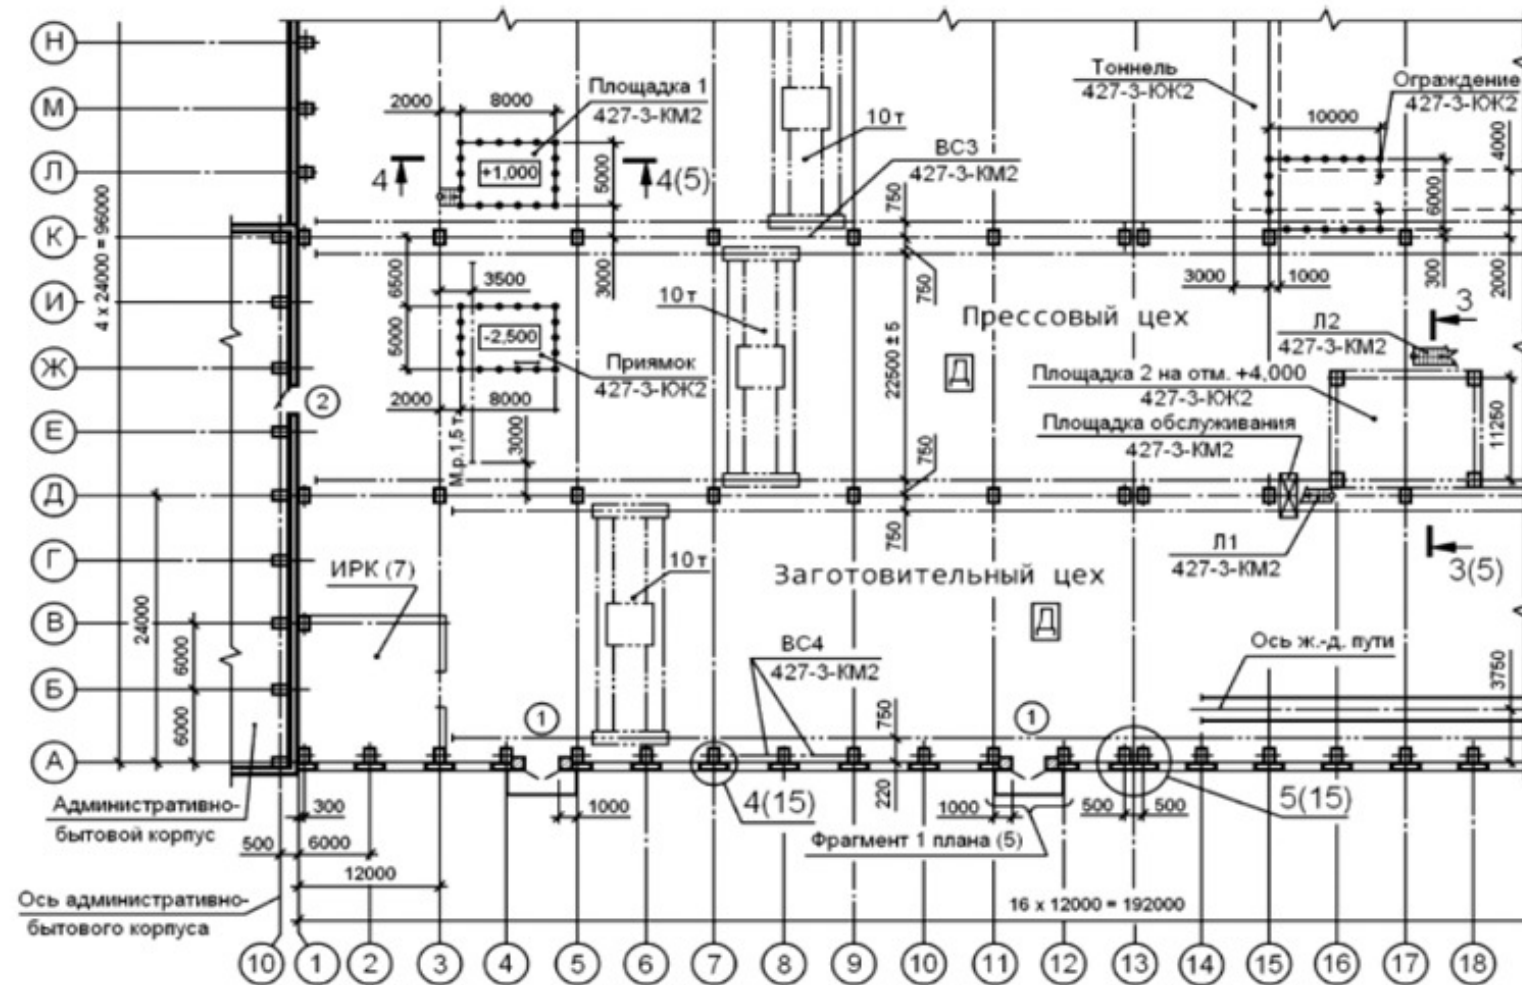 Н
М
Л
К
И
Ж
Е
Д
Г
В
Б
А
4 x 24000 = 96000
24000
6000
6000
2000
8000
Площадка 1
427-3-КМ2
+1,000
5000
4
4(5)
10 т
ВС3
427-3-КМ2
750
Тоннель
427-3-ЮЖ2
Ограждение
427-3-ЮЖ2
10000
4000
6000
3000
1000
300
2000
6500
3500
3000
5000
-2,500
Приямок
427-3-ЮЖ2
2000
8000
М.р.1,5 т
3000
2
10 т
750
22500 ± 5
750
750
Прессовый цех
Д
Л2
427-3-КМ2
3
Площадка 2 на отм. +4,000
427-3-ЮЖ2
Площадка обслуживания
427-3-КМ2
11250
Л1
427-3-КМ2
3(5)
ИРК (7)
10 т
Заготовительный цех
Д
ВС4
427-3-КМ2
Ось ж.-д. пути
3750
1
1
750
220
4(15)
5(15)
Административно-
бытовой корпус
300
500
6000
12000
1000
1000
500
500
Фрагмент 1 плана (5)
Ось административно-
бытового корпуса
16 x 12000 = 192000
10
1
2
3
4
5
6
7
8
9
10
11
12
13
14
15
16
17
18